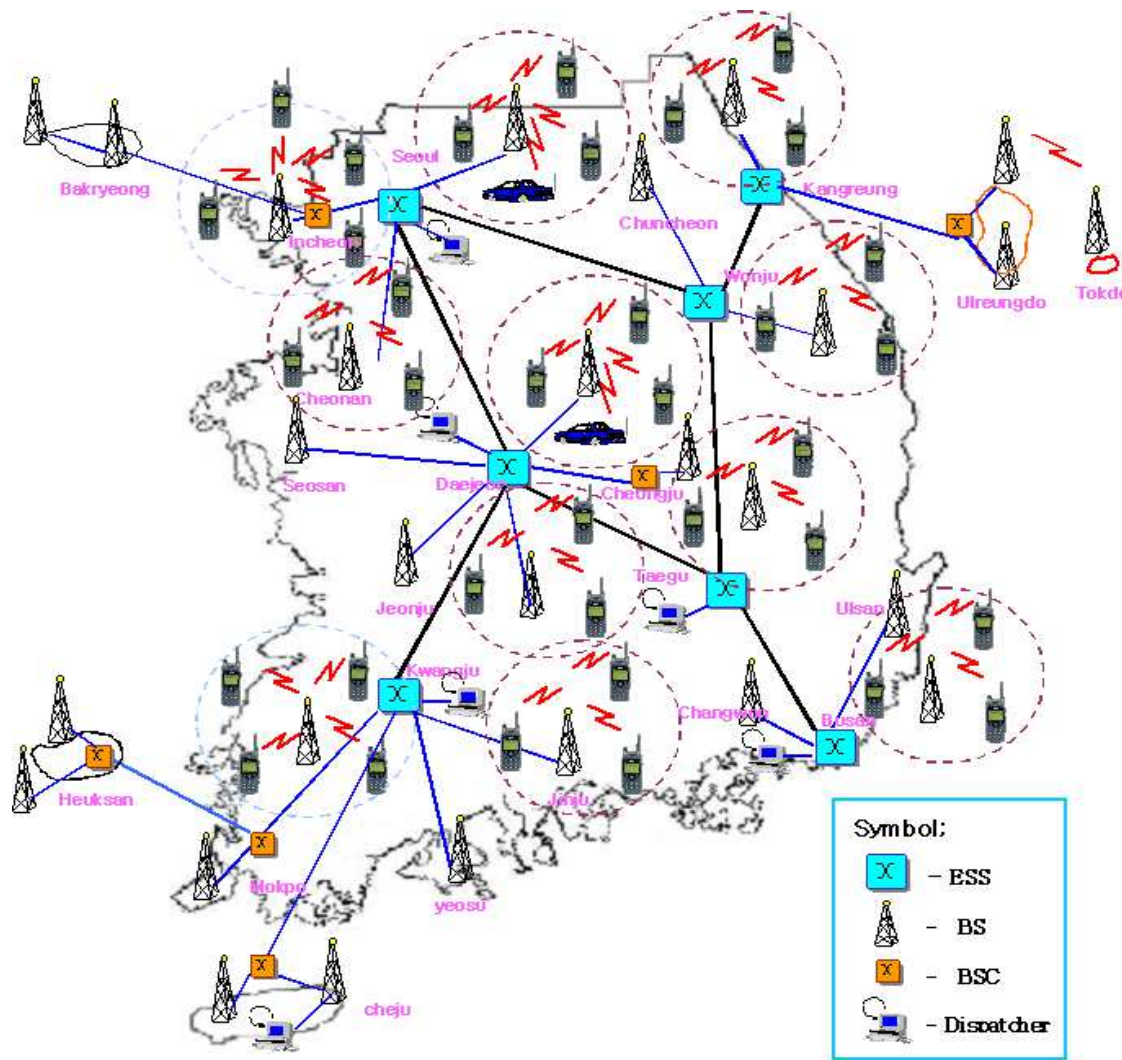 Seoul
Bakryeong
Kangreung
Chuncheon
Incheon
Wonju
Ulreungdo
Tokdo
Cheonan
Seosan
Daejeon
Cheongju
Jeonju
Taegu
Ulsan
Kwangju
Changwon
Busan
Heuksan
Jinju
Mokpo
yeosu
cheju
Symbol;
- ESS
- BS
- BSC
- Dispatcher